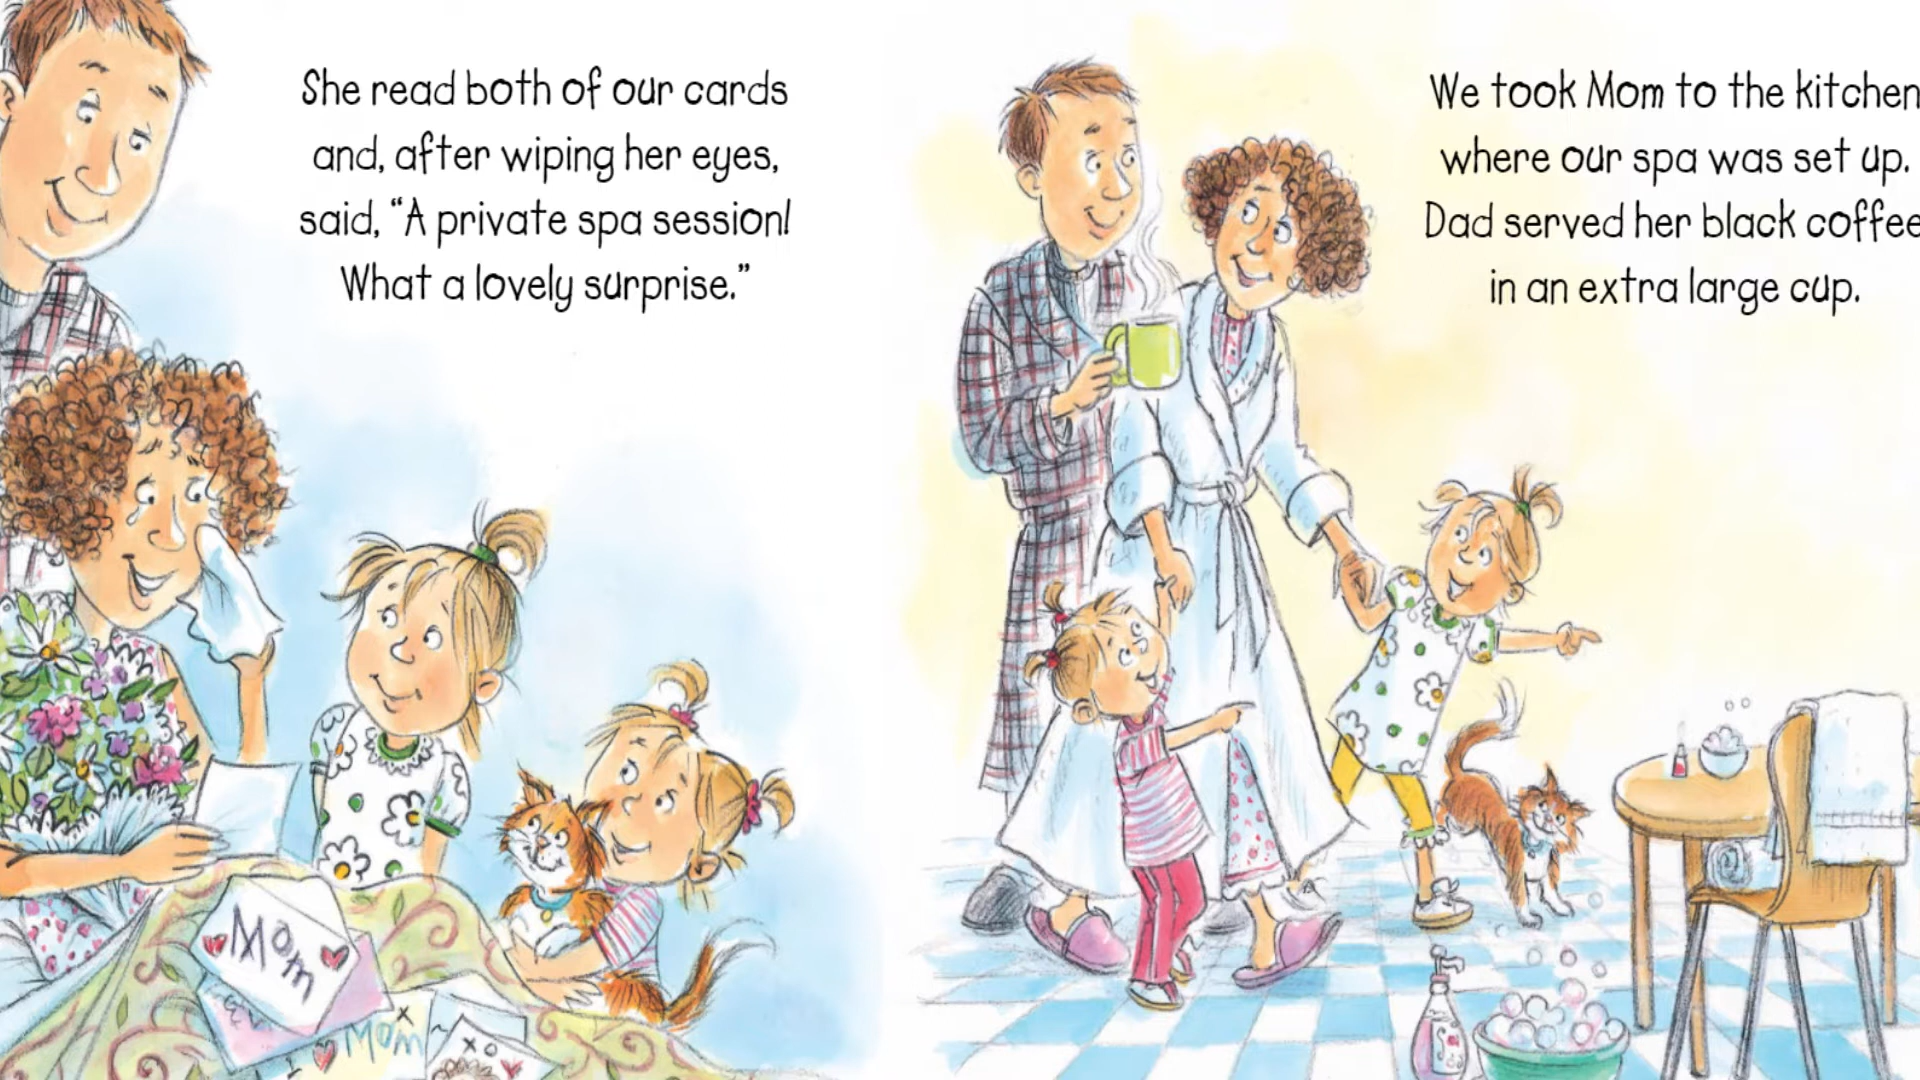 She read both of our cards
and, after wiping her eyes,
said, “A private spa session!
What a lovely surprise.”
We took Mom to the kitchen
where our spa was set up.
Dad served her black coffee
in an extra large cup.
Mom
Mom
X
X O